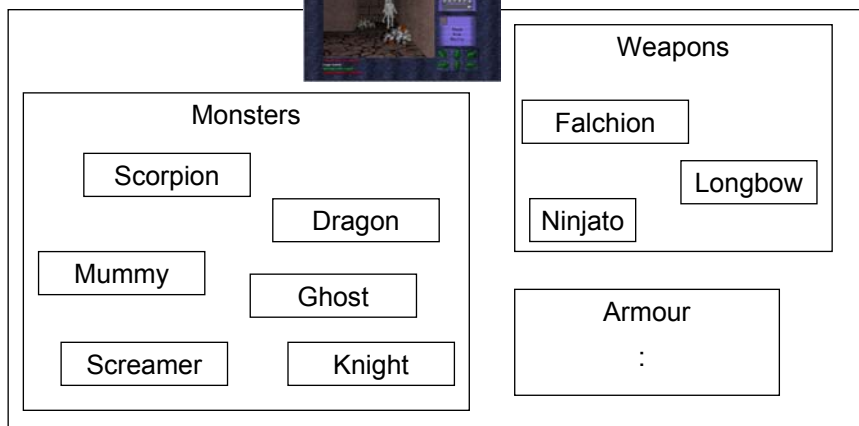 Monsters
Scorpion
Dragon
Mummy
Ghost
Screamer
Knight
Weapons
Falchion
Longbow
Ninjato
Armour
: